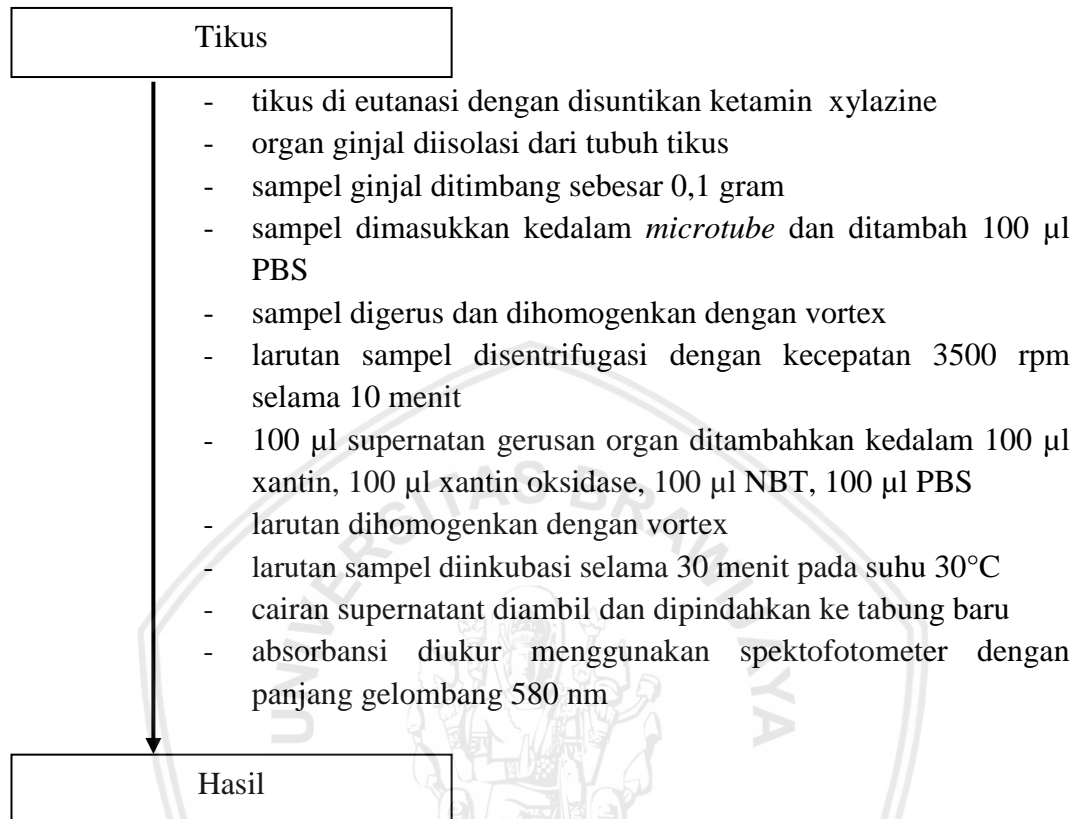 Tikus
- tikus di eutanasi dengan disuntikan ketamin xylazine
- organ ginjal diisolasi dari tubuh tikus
- sampel ginjal ditimbang sebesar 0,1 gram
- sampel dimasukkan kedalam microtube dan ditambah 100 µl
PBS
- sampel digerus dan dihomogenkan dengan vortex
- larutan sampel disentrifugasi dengan kecepatan 3500 rpm
selama 10 menit
- 100 µl supernatan gerusan organ ditambahkan kedalam 100 µl
xantin, 100 µl xantin oksidase, 100 µl NBT, 100 µl PBS
- larutan dihomogenkan dengan vortex
- larutan sampel diinkubasi selama 30 menit pada suhu 30°C
- cairan supernatant diambil dan dipindahkan ke tabung baru
- absorbansi diukur menggunakan spektofotometer dengan
panjang gelombang 580 nm
Hasil
UNIVERSITAS BRAWIJAYA